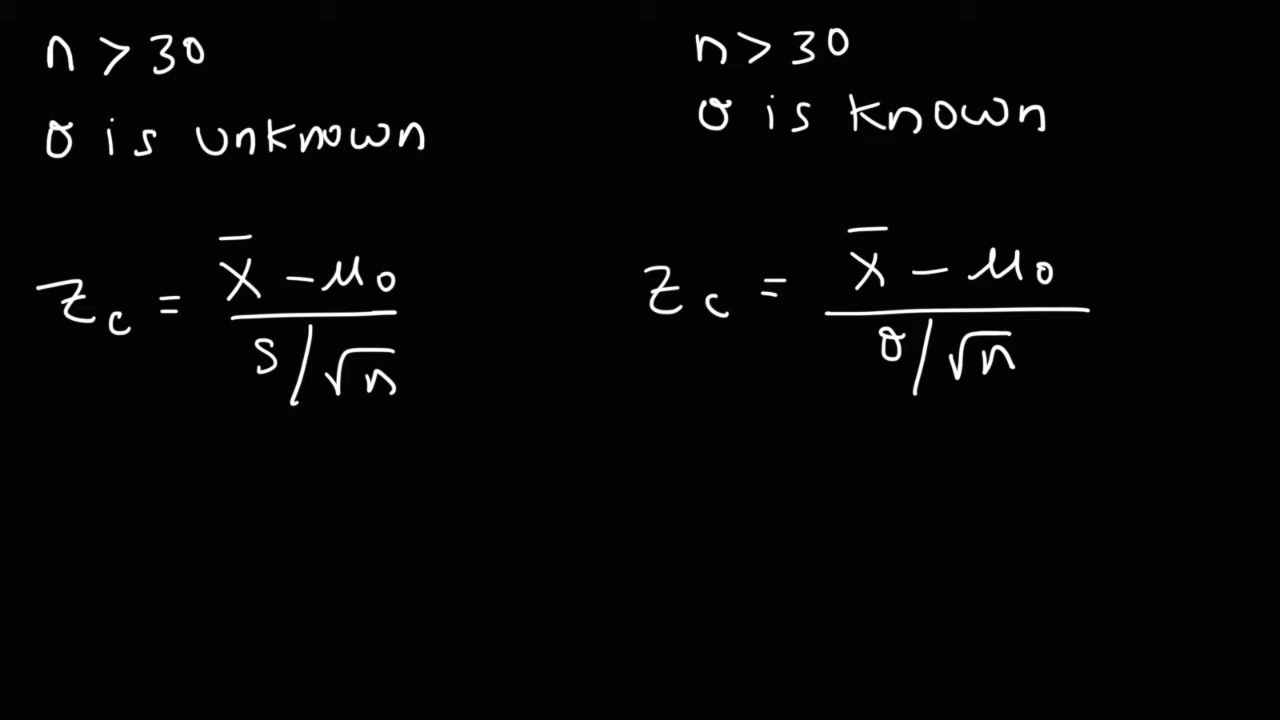 n > 30
σ is unknown
Z_c = (x̄ - μ₀) / (s/√n)
n > 30
σ is known
Z_c = (x̄ - μ₀) / (σ/√n)